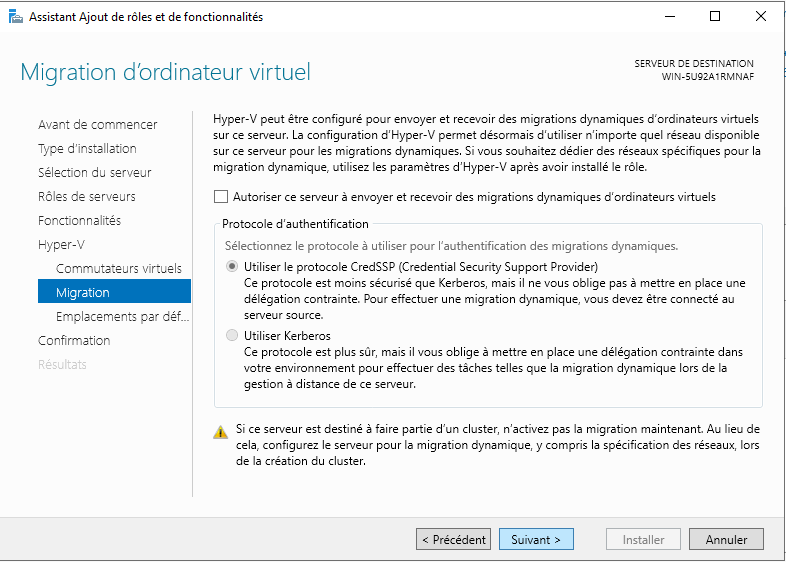 Assistant Ajout de rôles et de fonctionnalités
Migration d'ordinateur virtuel
SERVEUR DE DESTINATION
WIN-5U92A1RMNAF
Avant de commencer
Type d'installation
Sélection du serveur
Rôles de serveurs
Fonctionnalités
Hyper-V
Commutateurs virtuels
Migration
Emplacements par déf...
Confirmation
Résultats
Hyper-V peut être configuré pour envoyer et recevoir des migrations dynamiques d'ordinateurs virtuels
sur ce serveur. La configuration d'Hyper-V permet désormais d'utiliser n'importe quel réseau disponible
sur ce serveur pour les migrations dynamiques. Si vous souhaitez dédier des réseaux spécifiques pour la
migration dynamique, utilisez les paramètres d'Hyper-V après avoir installé le rôle.
Autoriser ce serveur à envoyer et recevoir des migrations dynamiques d'ordinateurs virtuels
Protocole d'authentification
Sélectionnez le protocole à utiliser pour l'authentification des migrations dynamiques.
Utiliser le protocole CredSSP (Credential Security Support Provider)
Ce protocole est moins sécurisé que Kerberos, mais il ne vous oblige pas à mettre en place une
délégation contrainte. Pour effectuer une migration dynamique, vous devez être connecté au
serveur source.
Utiliser Kerberos
Ce protocole est plus sûr, mais il vous oblige à mettre en place une délégation contrainte dans
votre environnement pour effectuer des tâches telles que la migration dynamique lors de la
gestion à distance de ce serveur.
Si ce serveur est destiné à faire partie d'un cluster, n'activez pas la migration maintenant. Au lieu de
cela, configurez le serveur pour la migration dynamique, y compris la spécification des réseaux, lors
de la création du cluster.
< Précédent
Suivant >
Installer
Annuler